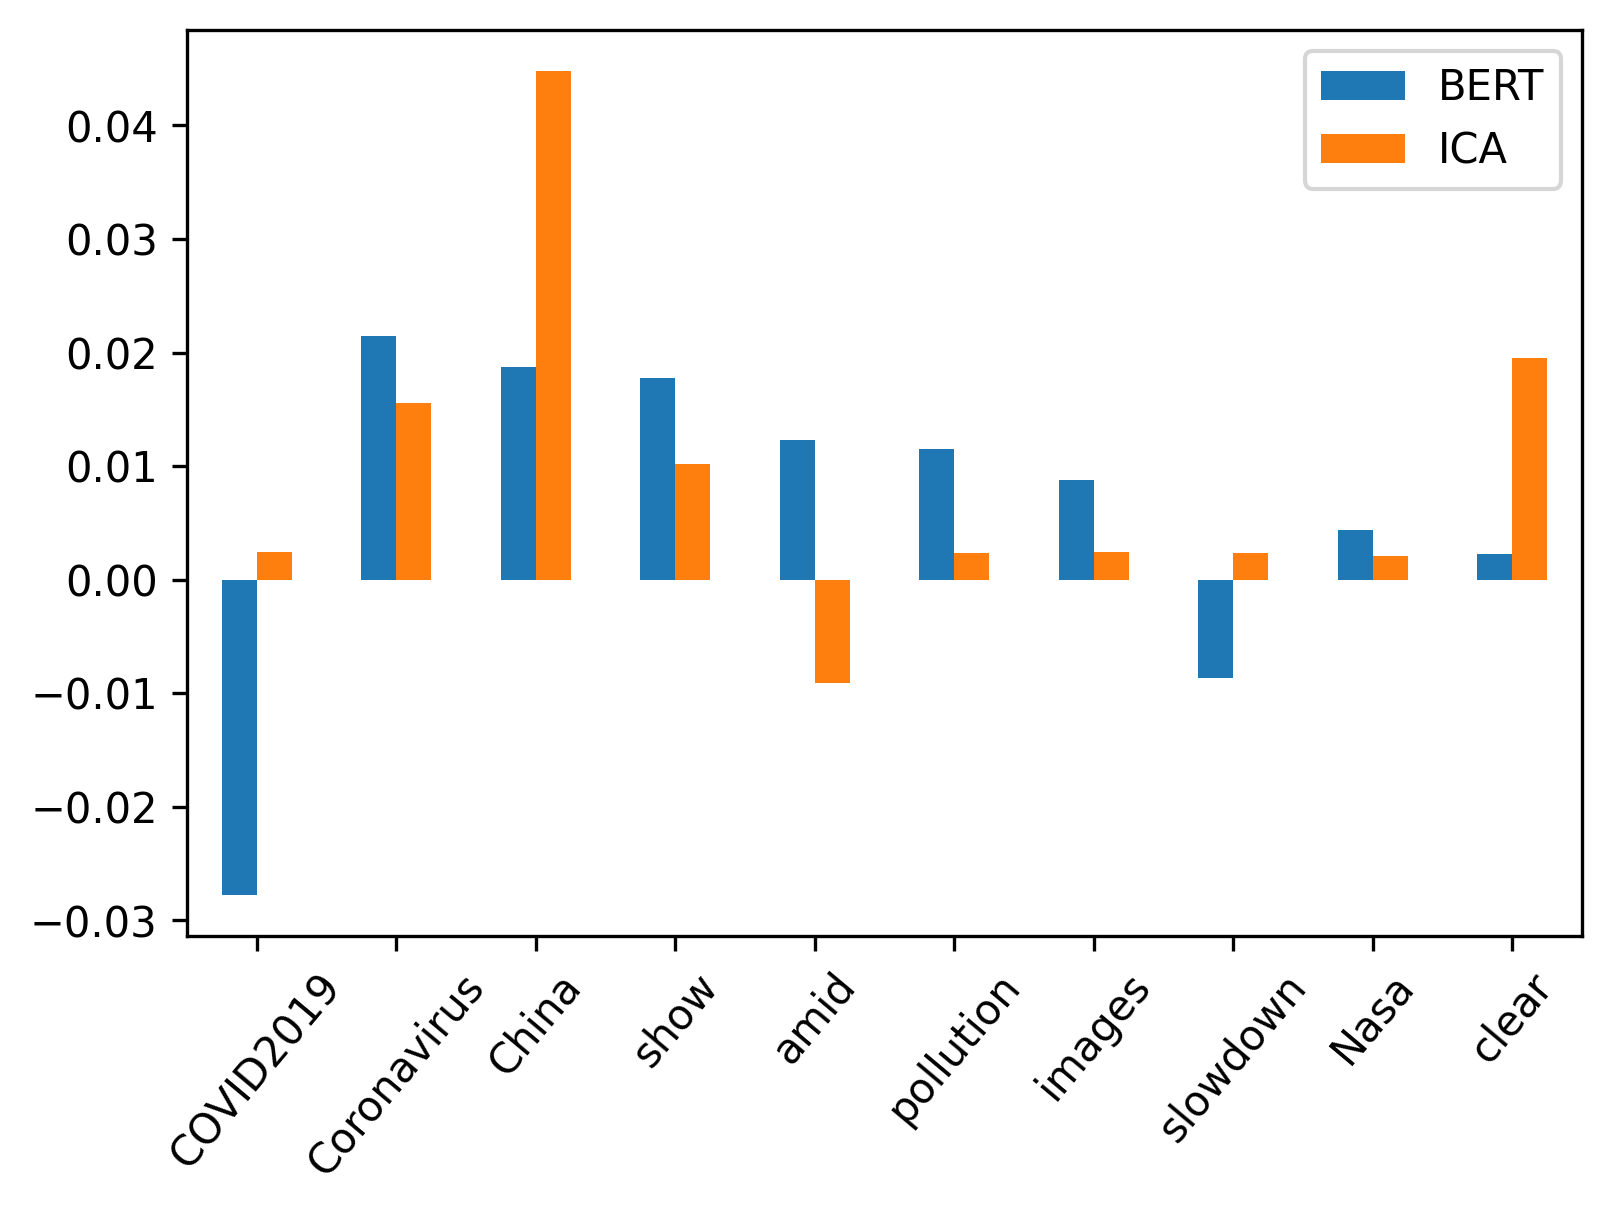 BERT
ICA
0.04
0.03
0.02
0.01
0.00
−0.01
−0.02
−0.03
COVID2019
Coronavirus
China
show
amid
pollution
images
slowdown
Nasa
clear